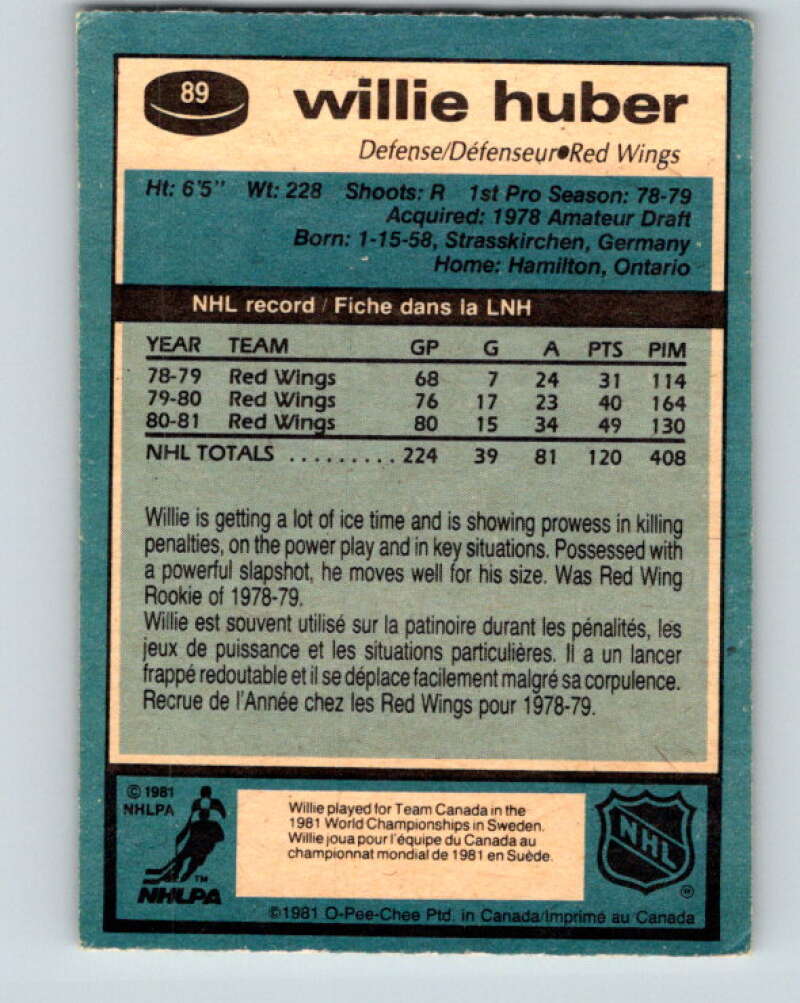 89
willie huber
Defense/Défenseur●Red Wings
Ht: 6'5" Wt: 228 Shoots: R 1st Pro Season: 78-79
Acquired: 1978 Amateur Draft
Born: 1-15-58, Strasskirchen, Germany
Home: Hamilton, Ontario
NHL record / Fiche dans la LNH
YEAR TEAM GP G A PTS PIM
78-79 Red Wings 68 7 24 31 114
79-80 Red Wings 76 17 23 40 164
80-81 Red Wings 80 15 34 49 130
NHL TOTALS ......... 224 39 81 120 408
Willie is getting a lot of ice time and is showing prowess in killing
penalties, on the power play and in key situations. Possessed with
a powerful slapshot, he moves well for his size. Was Red Wing
Rookie of 1978-79.
Willie est souvent utilisé sur la patinoire durant les pénalités, les
jeux de puissance et les situations particulières. Il a un lancer
frappé redoutable et il se déplace facilement malgré sa corpulence.
Recrue de l'Année chez les Red Wings pour 1978-79.
© 1981
NHLPA
TM
NHLPA
Willie played for Team Canada in the
1981 World Championships in Sweden.
Willie joua pour l'équipe du Canada au
championnat mondial de 1981 en Suède.
NHL
©1981 O-Pee-Chee Ptd. in Canada/Imprimé au Canada